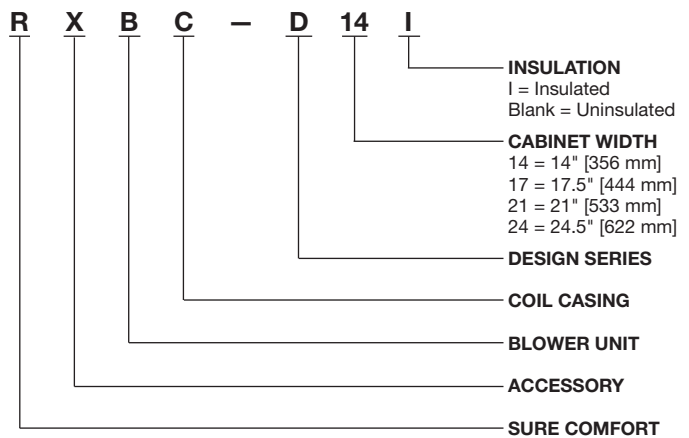 R X B C – D 14 I
INSULATION
I = Insulated
Blank = Uninsulated
CABINET WIDTH
14 = 14" [356 mm]
17 = 17.5" [444 mm]
21 = 21" [533 mm]
24 = 24.5" [622 mm]
DESIGN SERIES
COIL CASING
BLOWER UNIT
ACCESSORY
SURE COMFORT